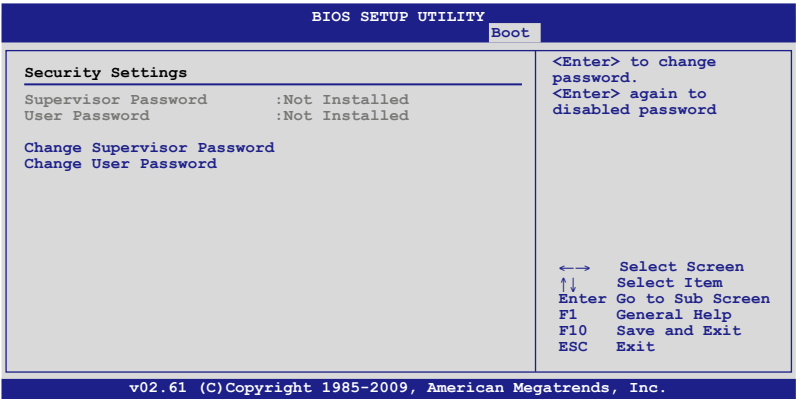 BIOS SETUP UTILITY
Boot
Security Settings
Supervisor Password :Not Installed
User Password :Not Installed
Change Supervisor Password
Change User Password
<Enter> to change
password.
<Enter> again to
disabled password
←→ Select Screen
↑↓ Select Item
Enter Go to Sub Screen
F1 General Help
F10 Save and Exit
ESC Exit
v02.61 (C)Copyright 1985-2009, American Megatrends, Inc.